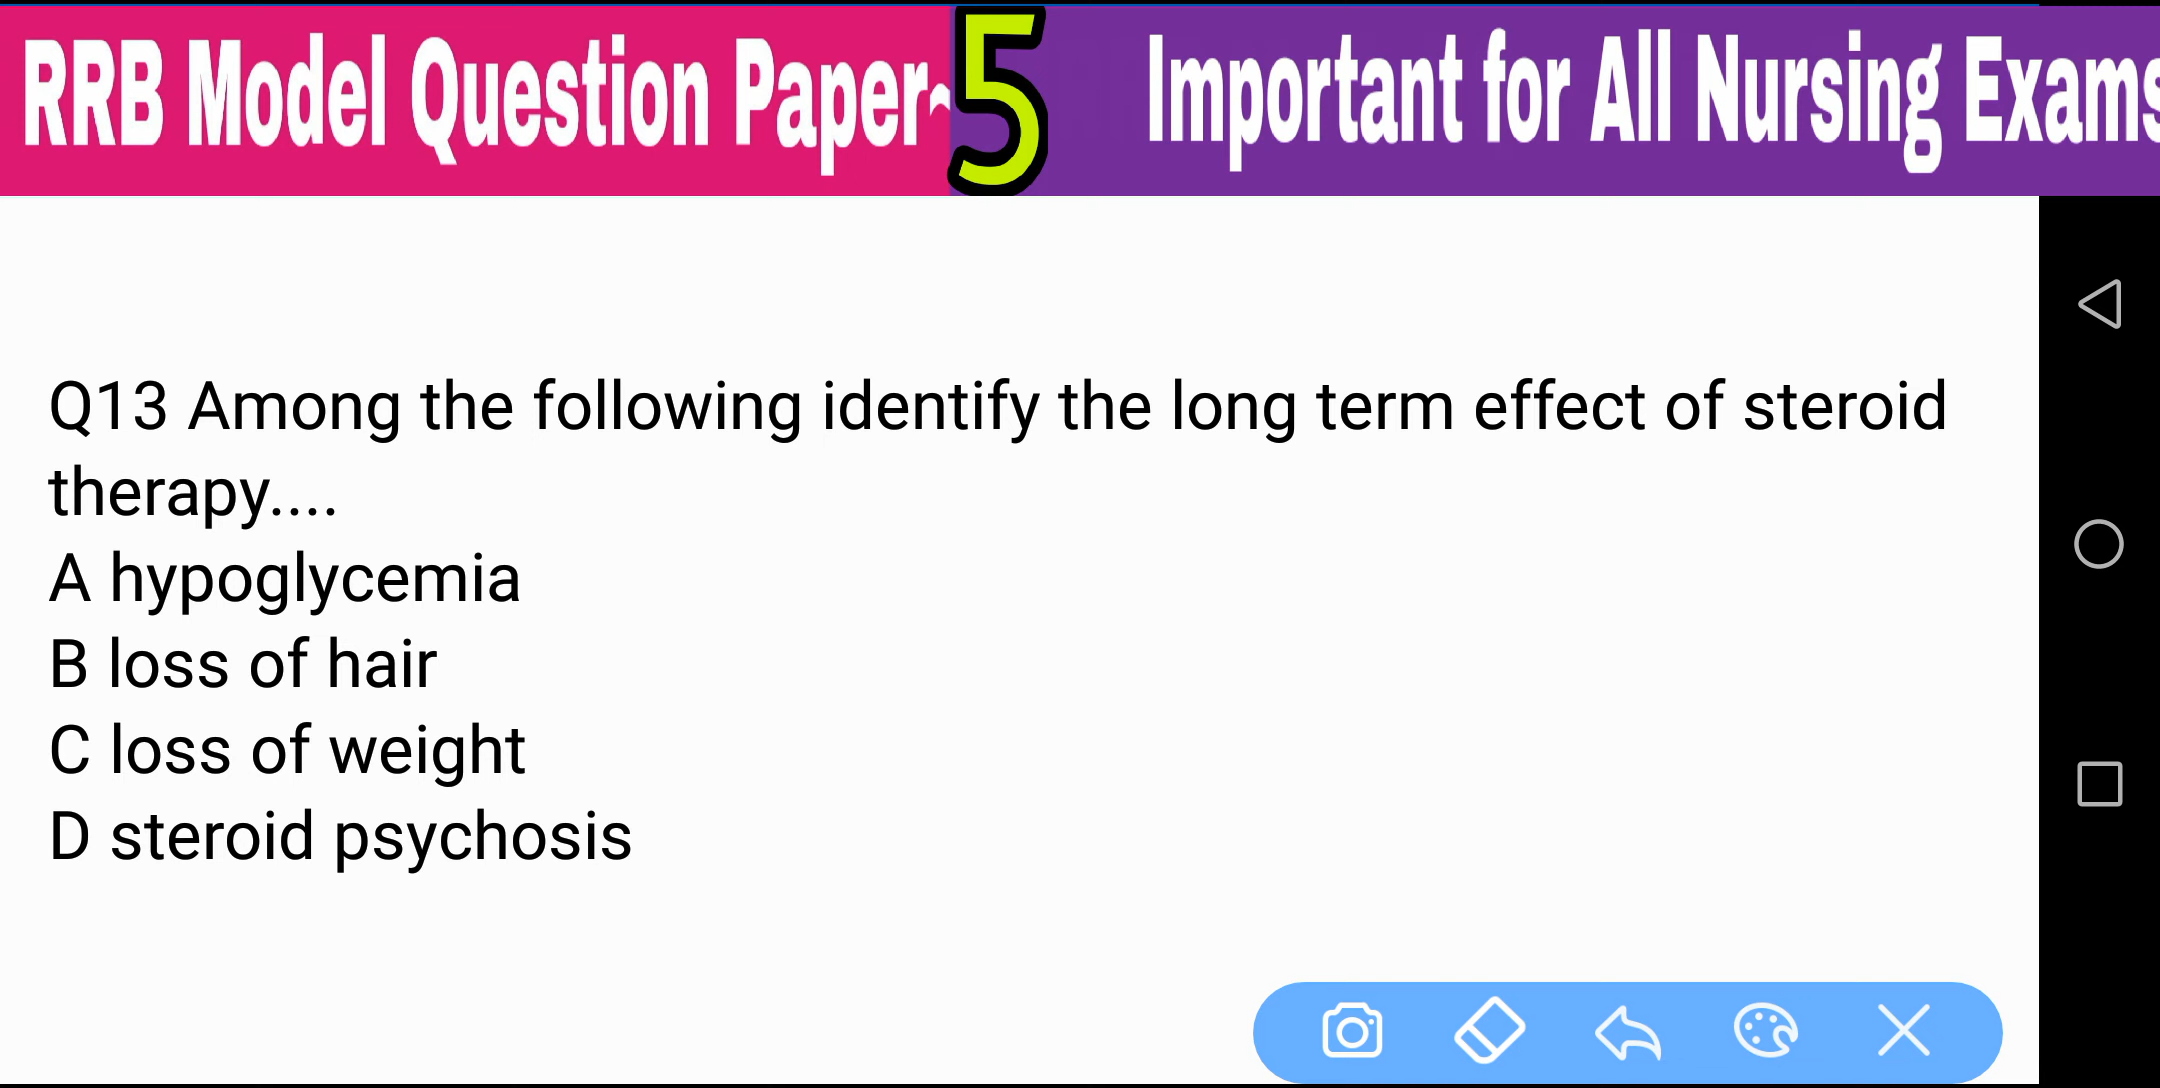 RRB Model Question Paper-5 Important for All Nursing Exams
Q13 Among the following identify the long term effect of steroid
therapy....
A hypoglycemia
B loss of hair
C loss of weight
D steroid psychosis